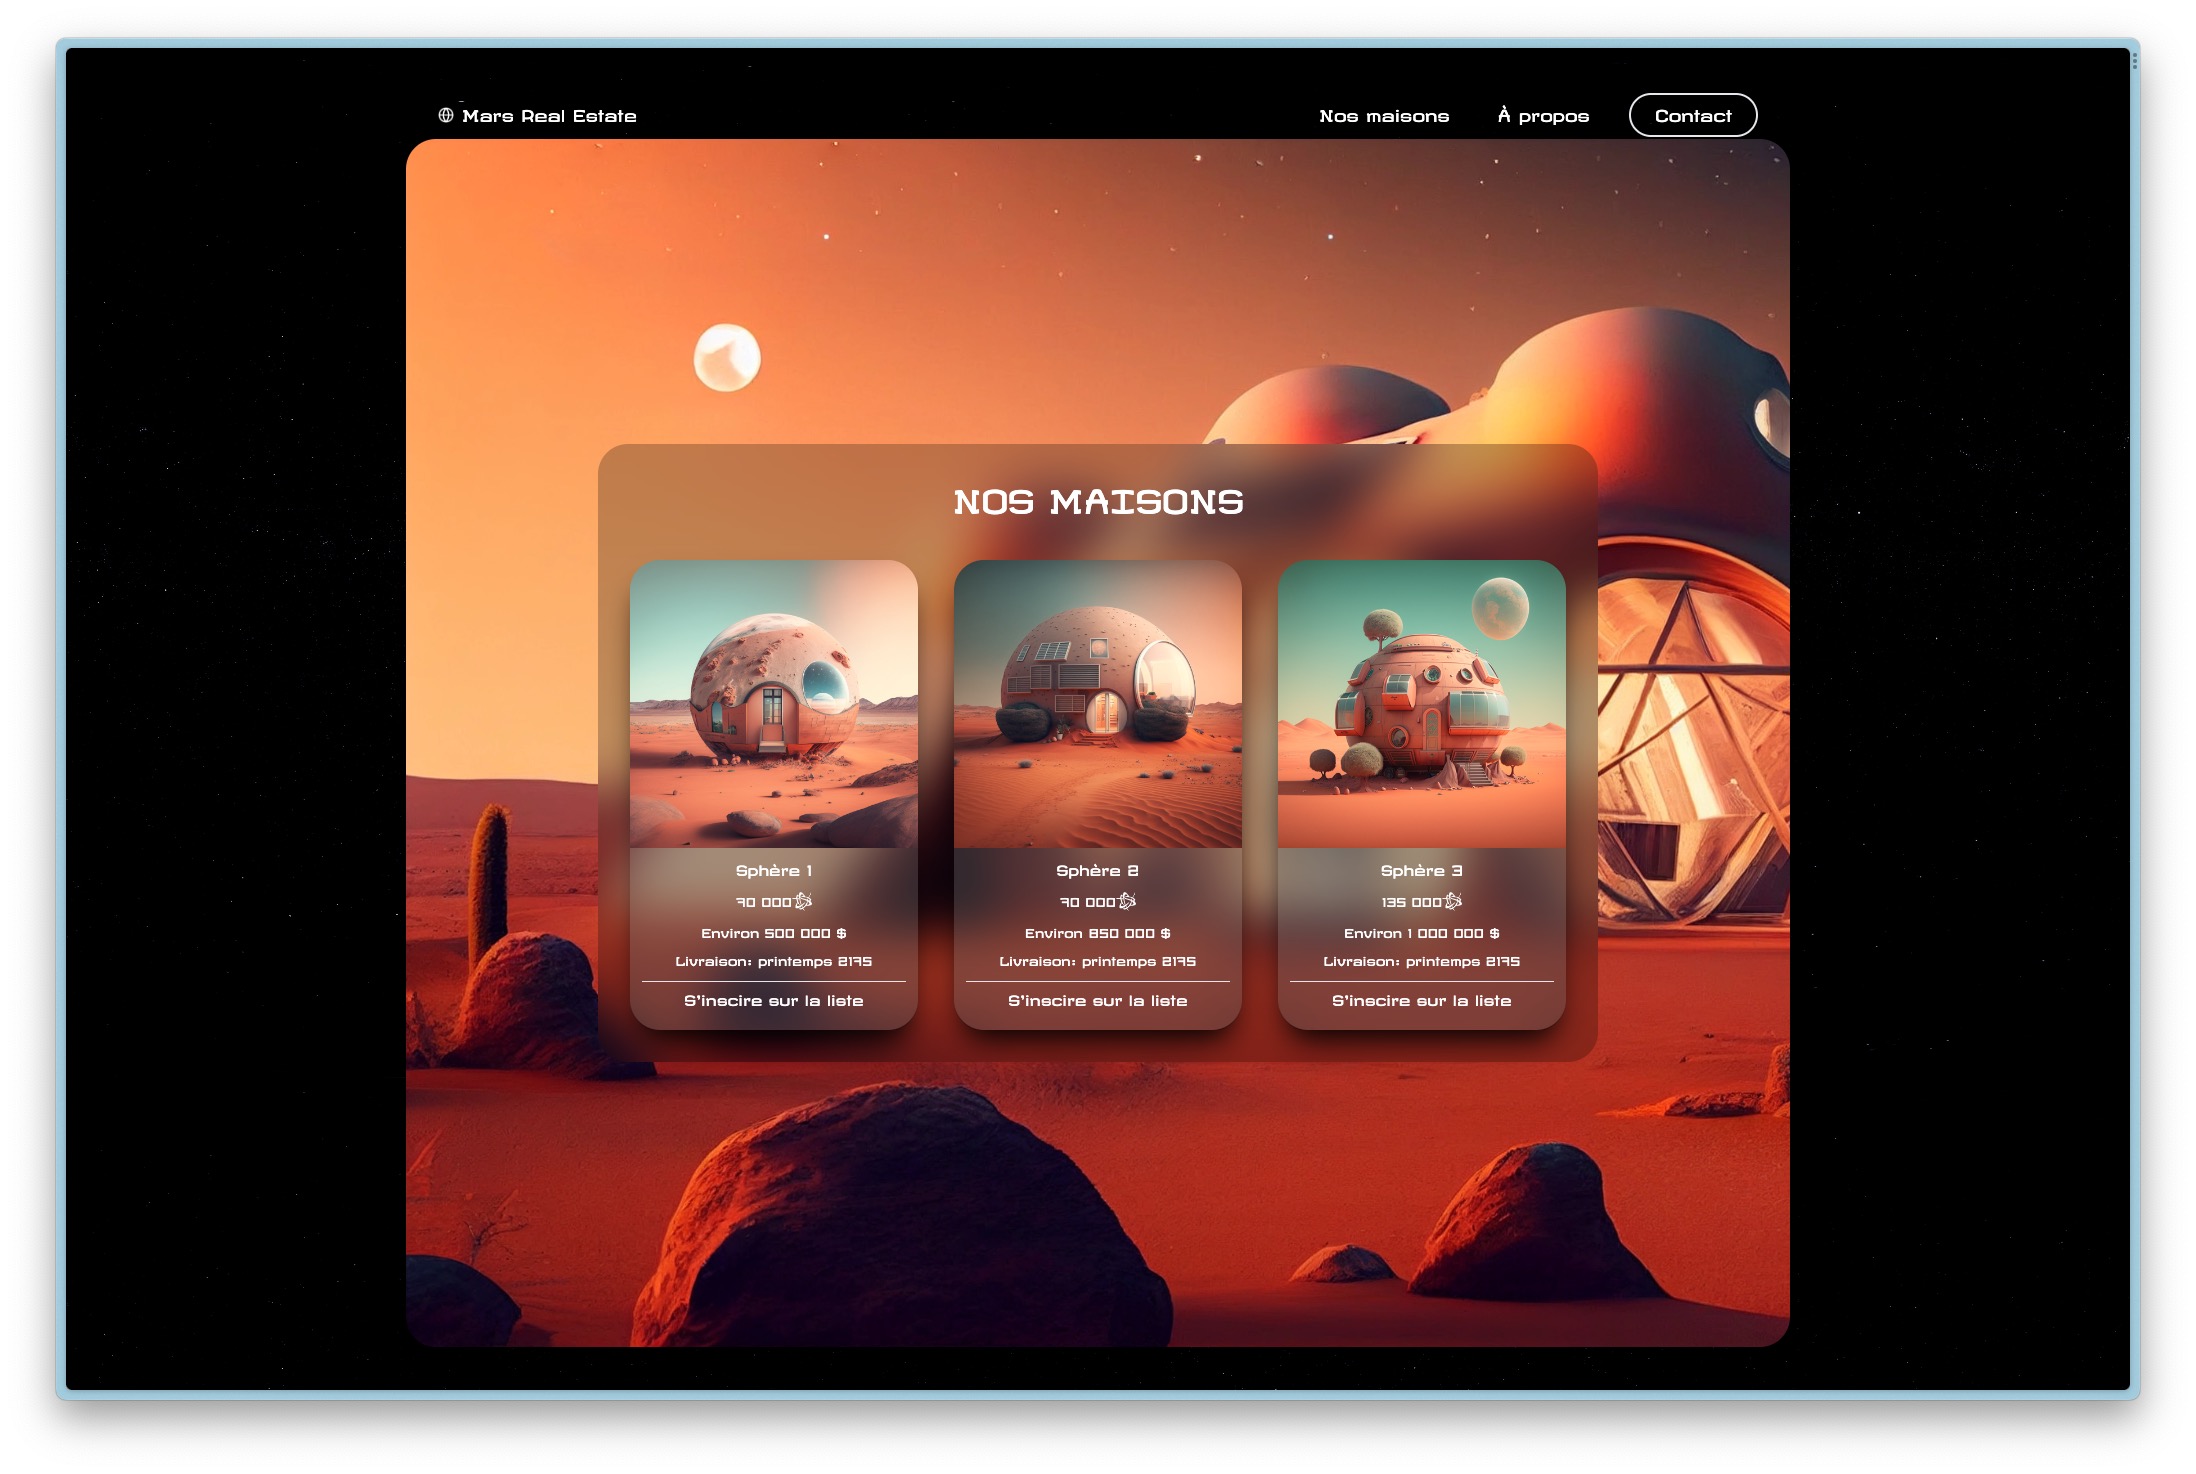 Mars Real Estate
Nos maisons
À propos
Contact
NOS MAISONS
Sphère 1
70 000
Environ 500 000 $
Livraison: printemps 2175
S'inscire sur la liste
Sphère 2
70 000
Environ 850 000 $
Livraison: printemps 2175
S'inscire sur la liste
Sphère 3
135 000
Environ 1 000 000 $
Livraison: printemps 2175
S'inscire sur la liste